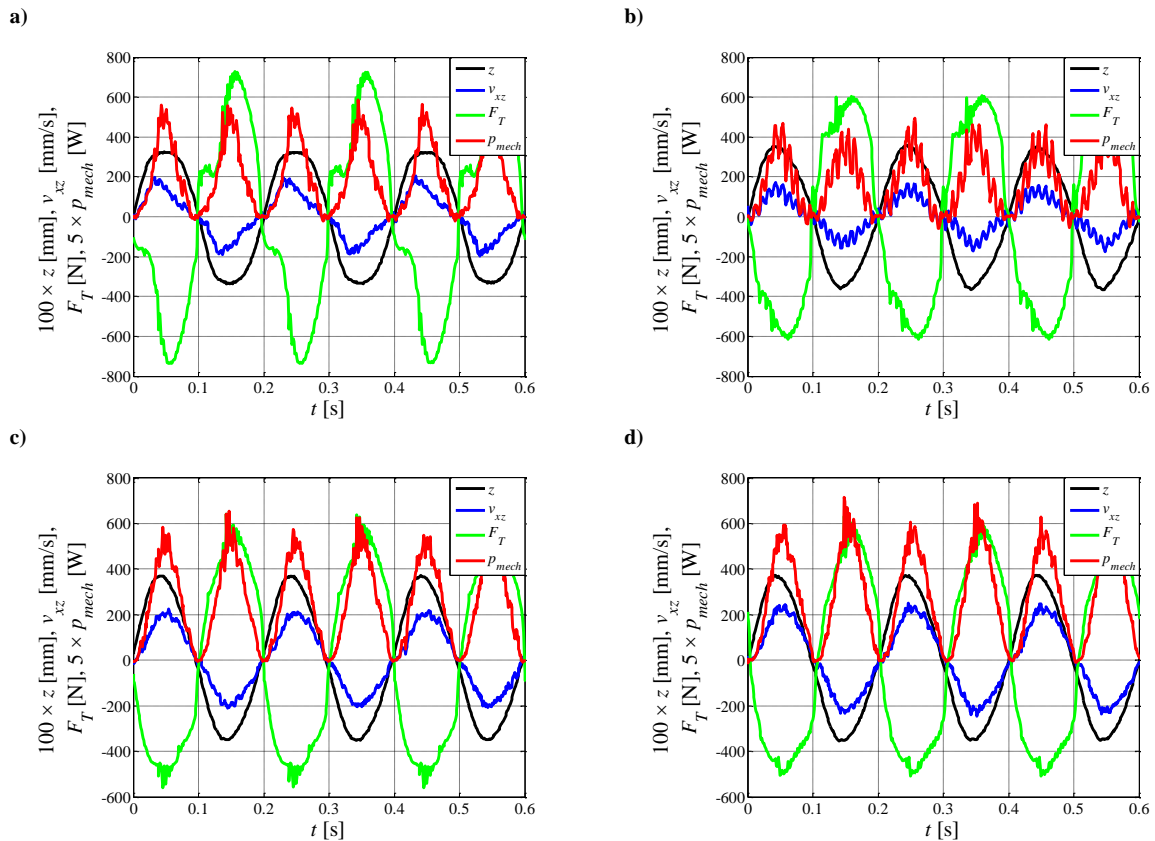 a)
800
600
400
200
0
-200
-400
-600
-800
0 0.1 0.2 0.3 0.4 0.5 0.6
t [s]
100 × z [mm], v_xz [mm/s],
F_T [N], 5 × p_mech [W]
z
v_xz
F_T
p_mech
b)
800
600
400
200
0
-200
-400
-600
-800
0 0.1 0.2 0.3 0.4 0.5 0.6
t [s]
100 × z [mm], v_xz [mm/s],
F_T [N], 5 × p_mech [W]
z
v_xz
F_T
p_mech
c)
800
600
400
200
0
-200
-400
-600
0 0.1 0.2 0.3 0.4 0.5 0.6
t [s]
100 × z [mm], v_xz [mm/s],
F_T [N], 5 × p_mech [W]
z
v_xz
F_T
p_mech
d)
800
600
400
200
0
-200
-400
-600
0 0.1 0.2 0.3 0.4 0.5 0.6
t [s]
100 × z [mm], v_xz [mm/s],
F_T [N], 5 × p_mech [W]
z
v_xz
F_T
p_mech